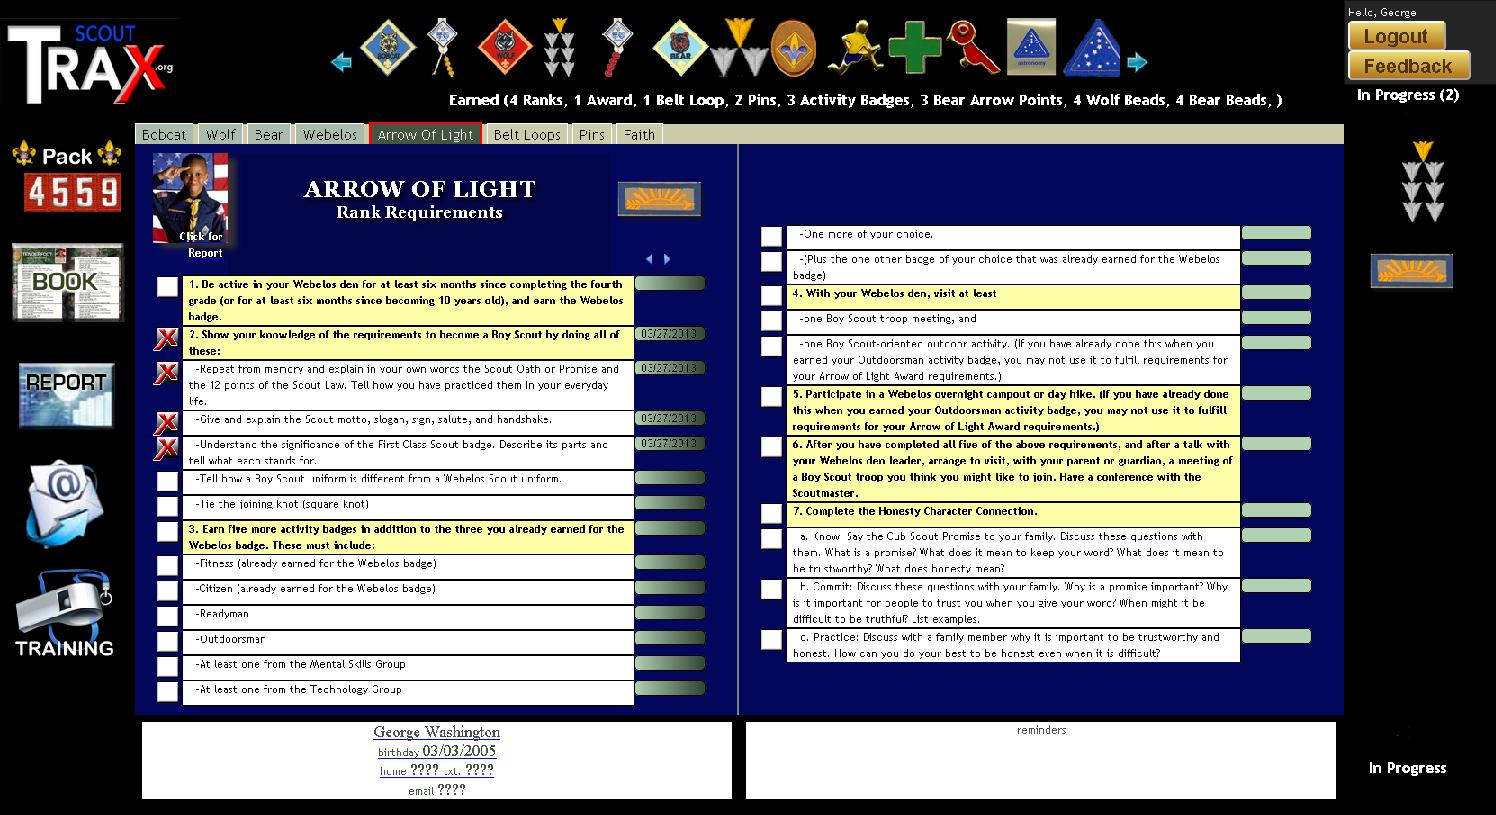 SCOUT
TRAX.org
BOBCAT
WOLF
BEAR
astronomy
Hello, George
Logout
Feedback
Earned (4 Ranks, 1 Award, 1 Belt Loop, 2 Pins, 3 Activity Badges, 3 Bear Arrow Points, 4 Wolf Beads, 4 Bear Beads, )
In Progress (2)
Bobcat
Wolf
Bear
Webelos
Arrow Of Light
Belt Loops
Pins
Faith
Pack
4559
BOOK
REPORT
TRAINING
Click for
Report
ARROW OF LIGHT
Rank Requirements
1. Be active in your Webelos den for at least six months since completing the fourth
grade (or for at least six months since becoming 10 years old), and earn the Webelos
badge.
2. Show your knowledge of the requirements to become a Boy Scout by doing all of
these:
03/27/2013
-Repeat from memory and explain in your own words the Scout Oath or Promise and
the 12 points of the Scout Law. Tell how you have practiced them in your everyday
life.
03/27/2013
-Give and explain the Scout motto, slogan, sign, salute, and handshake.
03/27/2013
-Understand the significance of the First Class Scout badge. Describe its parts and
tell what each stands for.
03/27/2013
-Tell how a Boy Scout uniform is different from a Webelos Scout uniform.
-Tie the joining knot (square knot)
3. Earn five more activity badges in addition to the three you already earned for the
Webelos badge. These must include:
-Fitness (already earned for the Webelos badge)
-Citizen (already earned for the Webelos badge)
-Readyman
-Outdoorsman
-At least one from the Mental Skills Group
-At least one from the Technology Group
-One more of your choice.
-(Plus the one other badge of your choice that was already earned for the Webelos
badge)
4. With your Webelos den, visit at least
-one Boy Scout troop meeting, and
-one Boy Scout-oriented outdoor activity. (If you have already done this when you
earned your Outdoorsman activity badge, you may not use it to fulfill requirements for
your Arrow of Light Award requirements.)
5. Participate in a Webelos overnight campout or day hike. (If you have already done
this when you earned your Outdoorsman activity badge, you may not use it to fulfill
requirements for your Arrow of Light Award requirements.)
6. After you have completed all five of the above requirements, and after a talk with
your Webelos den leader, arrange to visit, with your parent or guardian, a meeting of
a Boy Scout troop you think you might like to join. Have a conference with the
Scoutmaster.
7. Complete the Honesty Character Connection.
a. Know: Say the Cub Scout Promise to your family. Discuss these questions with
them. What is a promise? What does it mean to keep your word? What does it mean to
be trustworthy? What does honesty mean?
b. Commit: Discuss these questions with your family. Why is a promise important? Why
is it important for people to trust you when you give your word? When might it be
difficult to be truthful? List examples.
c. Practice: Discuss with a family member why it is important to be trustworthy and
honest. How can you do your best to be honest even when it is difficult?
George Washington
birthday 03/03/2005
home ???? txt: ????
email ????
reminders
In Progress